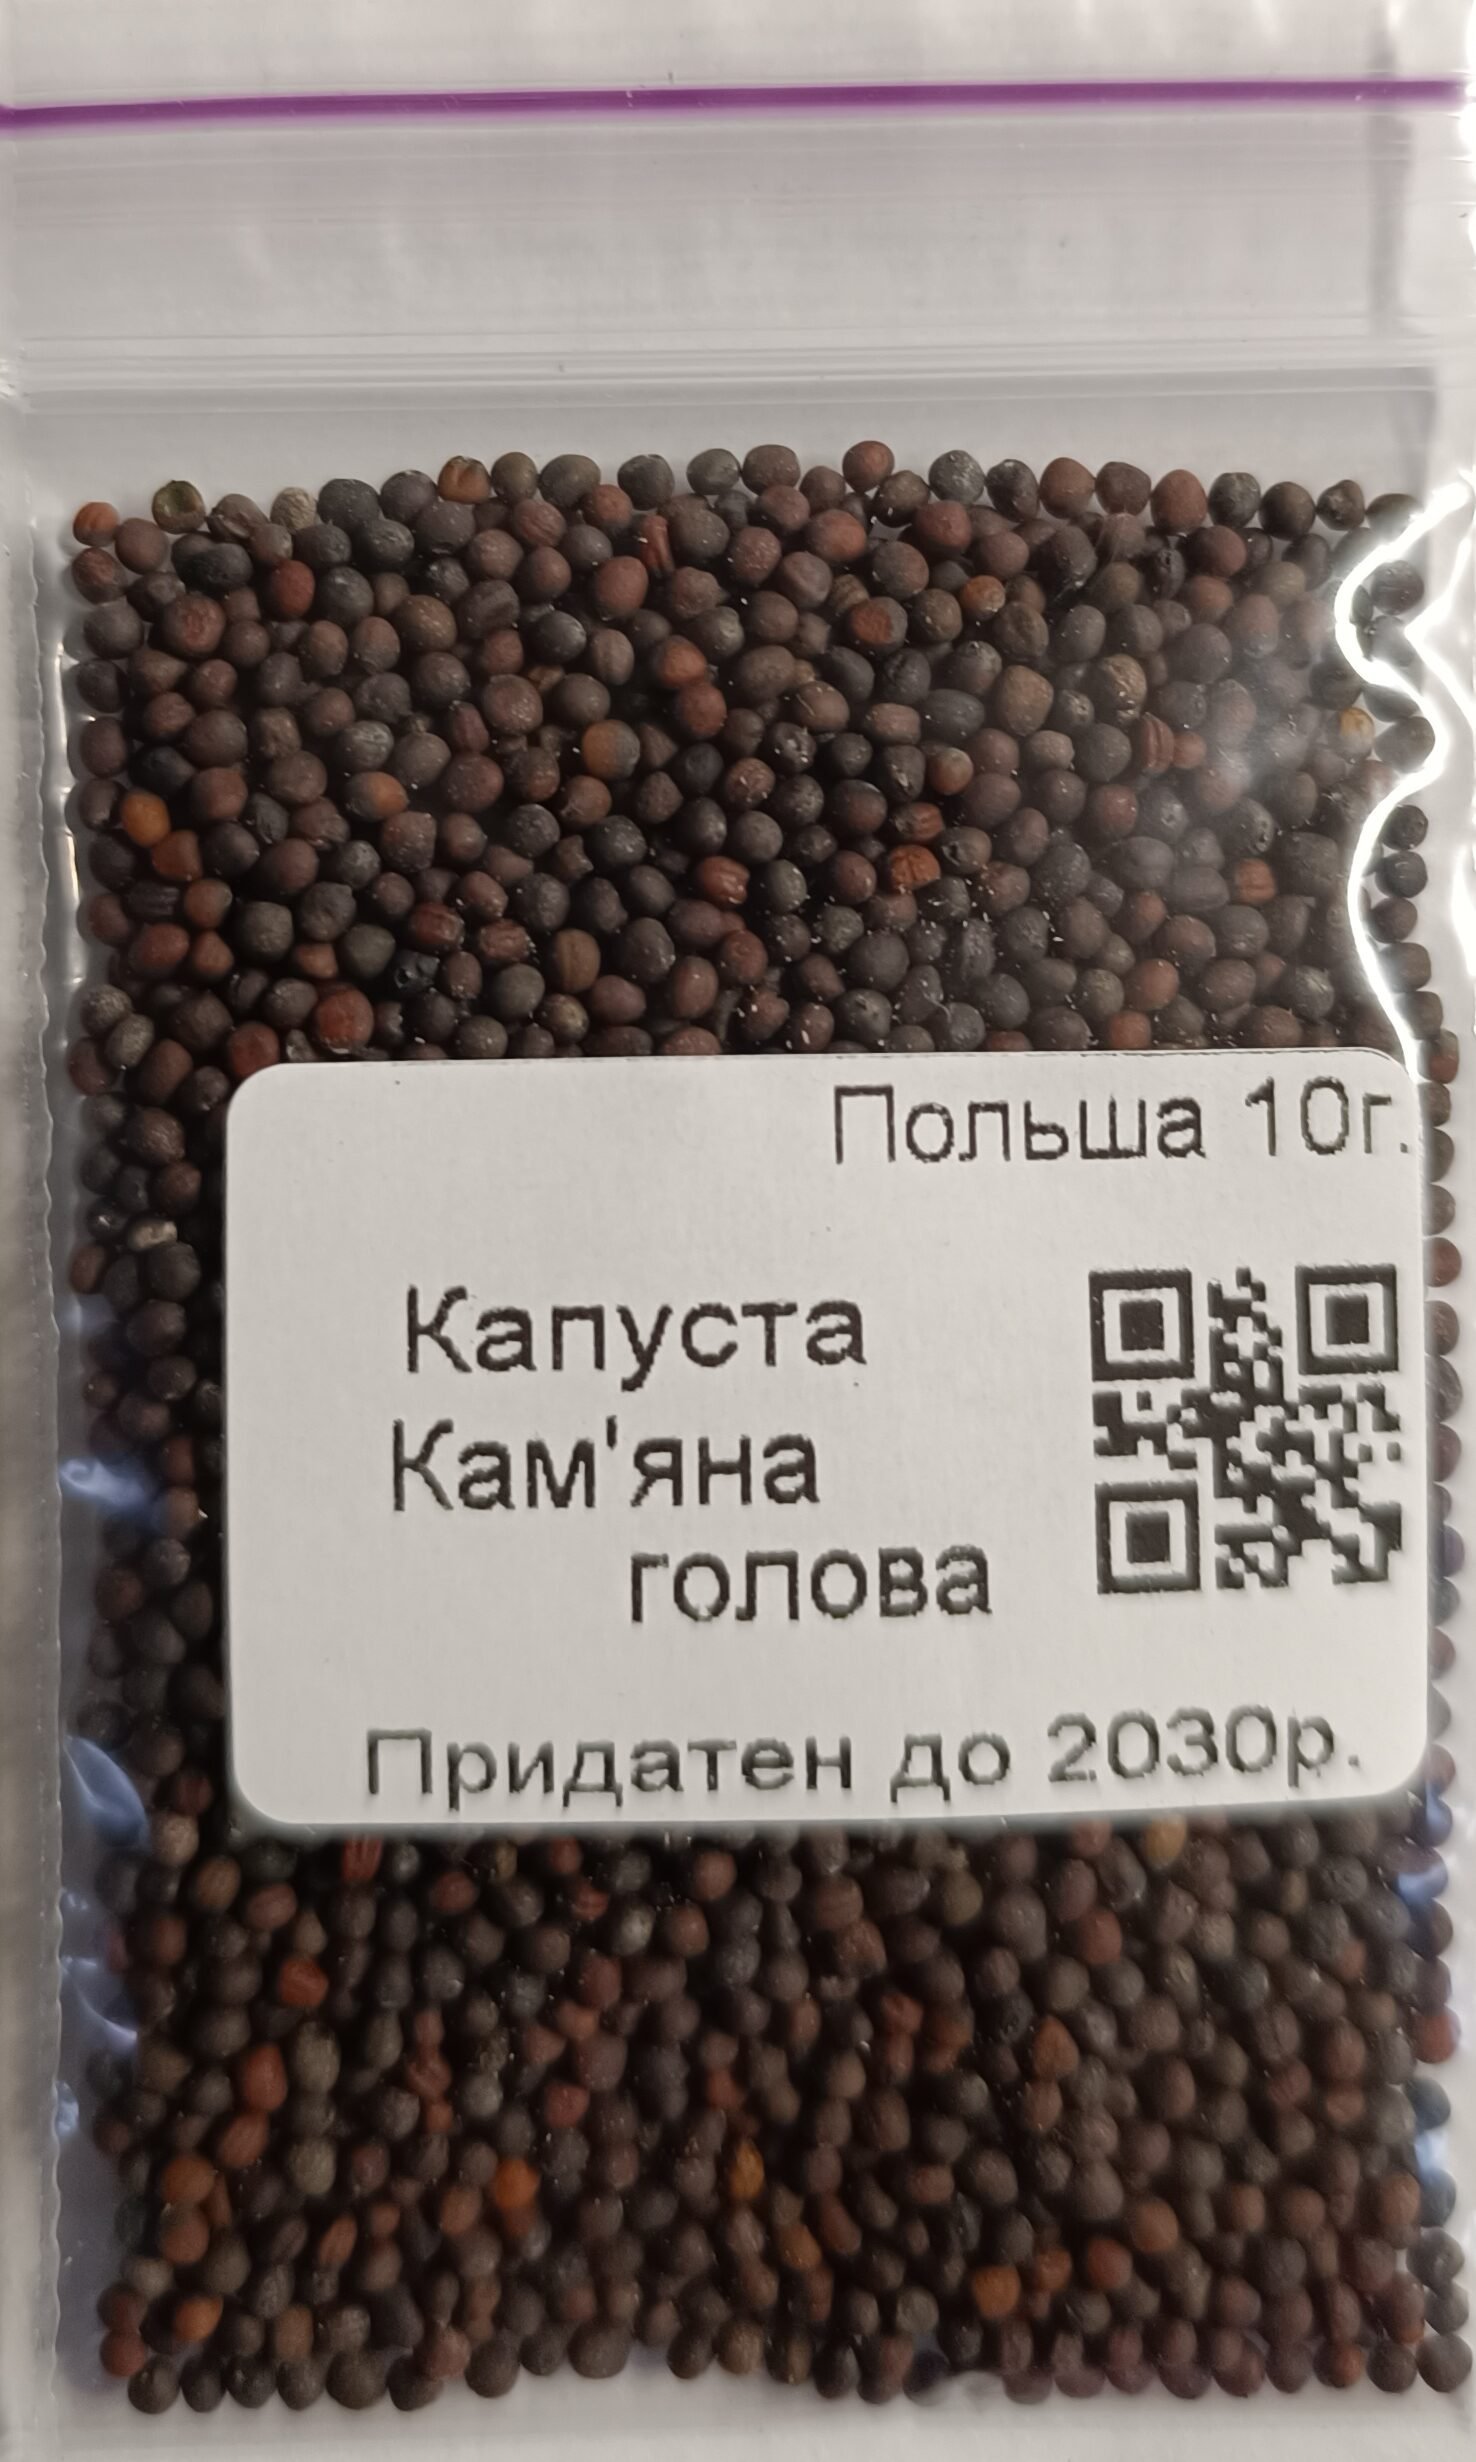 Польша 10г.
Капуста
Кам'яна
голова
Придатен до 2030р.